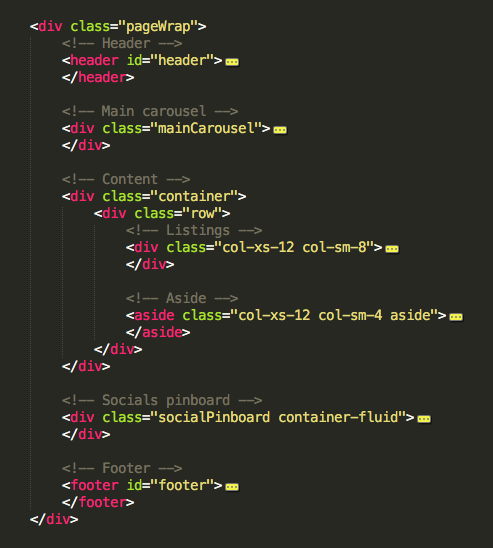 <div class="pageWrap">
    <!-- Header -->
    <header id="header">
    </header>

    <!-- Main carousel -->
    <div class="mainCarousel">
    </div>

    <!-- Content -->
    <div class="container">
        <div class="row">
            <!-- Listings -->
            <div class="col-xs-12 col-sm-8">
            </div>

            <!-- Aside -->
            <aside class="col-xs-12 col-sm-4 aside">
            </aside>
        </div>
    </div>

    <!-- Socials pinboard -->
    <div class="socialPinboard container-fluid">
    </div>

    <!-- Footer -->
    <footer id="footer">
    </footer>
</div>